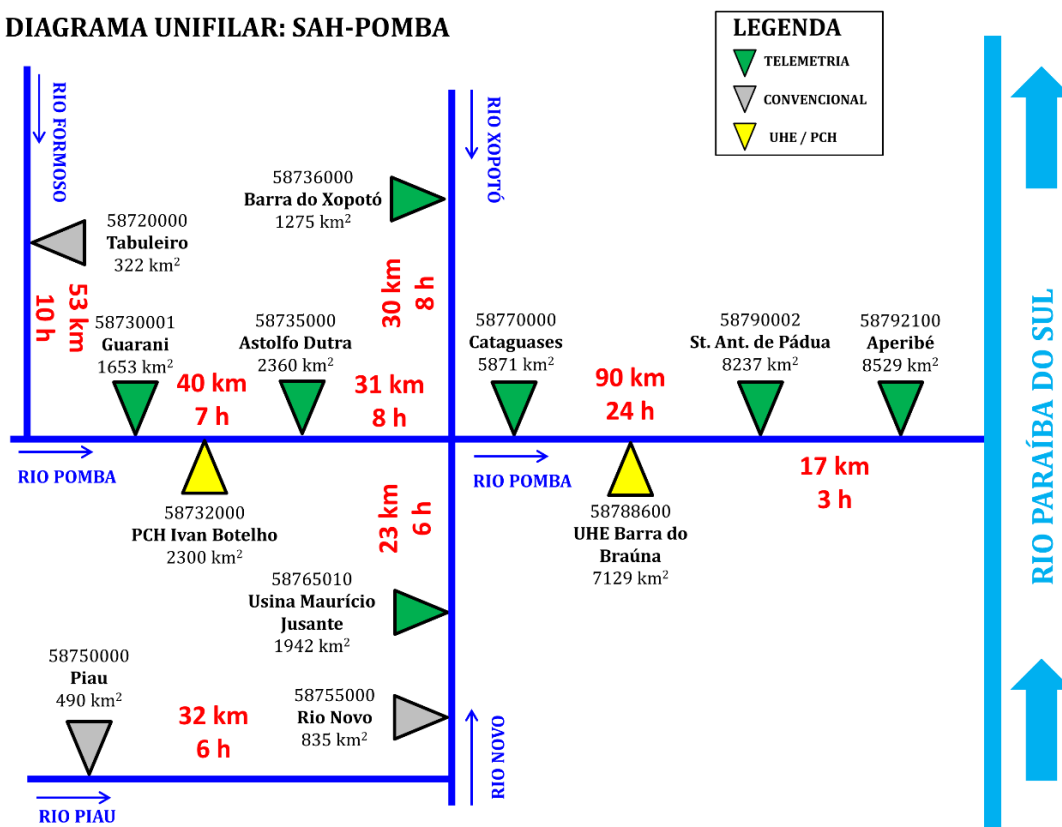 DIAGRAMA UNIFILAR: SAH-POMBA
LEGENDA
TELEMETRIA
CONVENCIONAL
UHE / PCH
RIO FORMOSO
RIO XOPOTÓ
58736000
Barra do Xopotó
1275 km²
58720000
Tabuleiro
322 km²
53 km
10 h
30 km
8 h
58730001
Guarani
1653 km²
40 km
7 h
58735000
Astolfo Dutra
2360 km²
31 km
8 h
58770000
Cataguases
5871 km²
90 km
24 h
58790002
St. Ant. de Pádua
8237 km²
58792100
Aperibé
8529 km²
RIO PARAÍBA DO SUL
RIO POMBA
RIO POMBA
17 km
3 h
58732000
PCH Ivan Botelho
2300 km²
23 km
6 h
58788600
UHE Barra do
Braúna
7129 km²
58765010
Usina Maurício
Jusante
1942 km²
58750000
Piau
490 km²
32 km
6 h
58755000
Rio Novo
835 km²
RIO NOVO
RIO PIAU